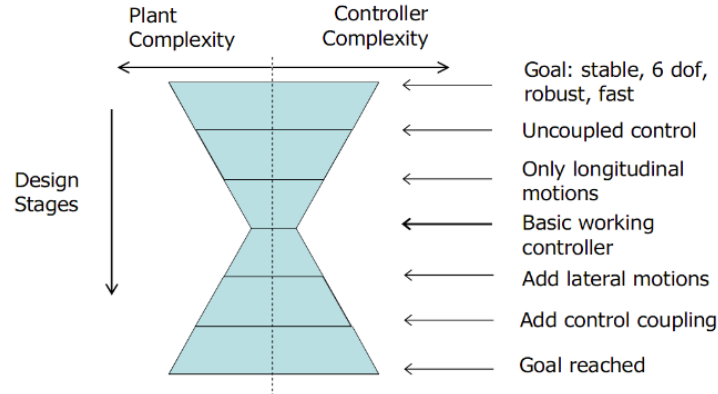 Plant
Complexity
Controller
Complexity
Goal: stable, 6 dof,
robust, fast
Uncoupled control
Only longitudinal
motions
Design
Stages
Basic working
controller
Add lateral motions
Add control coupling
Goal reached